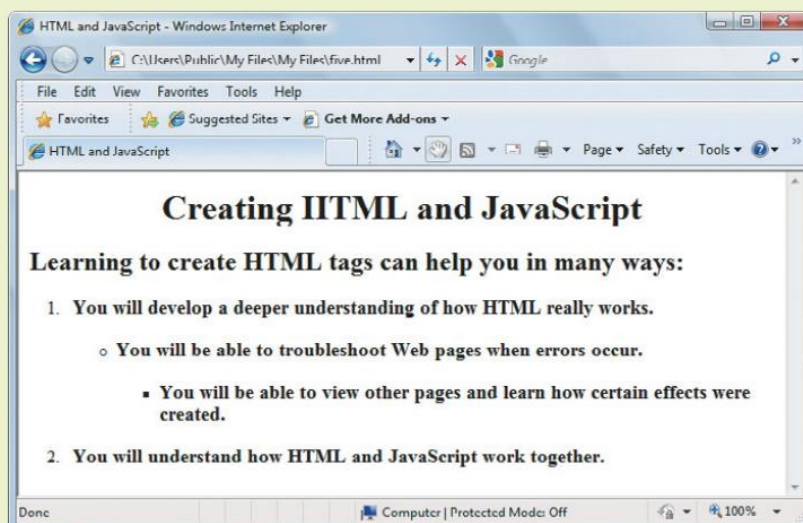 HTML and JavaScript - Windows Internet Explorer
C:\Users\Public\My Files\My Files\five.html Google
File Edit View Favorites Tools Help
Favorites Suggested Sites Get More Add-ons
HTML and JavaScript Page Safety Tools
Creating HTML and JavaScript
Learning to create HTML tags can help you in many ways:
1. You will develop a deeper understanding of how HTML really works.
You will be able to troubleshoot Web pages when errors occur.
You will be able to view other pages and learn how certain effects were
created.
2. You will understand how HTML and JavaScript work together.
Done Computer | Protected Mode: Off 100%